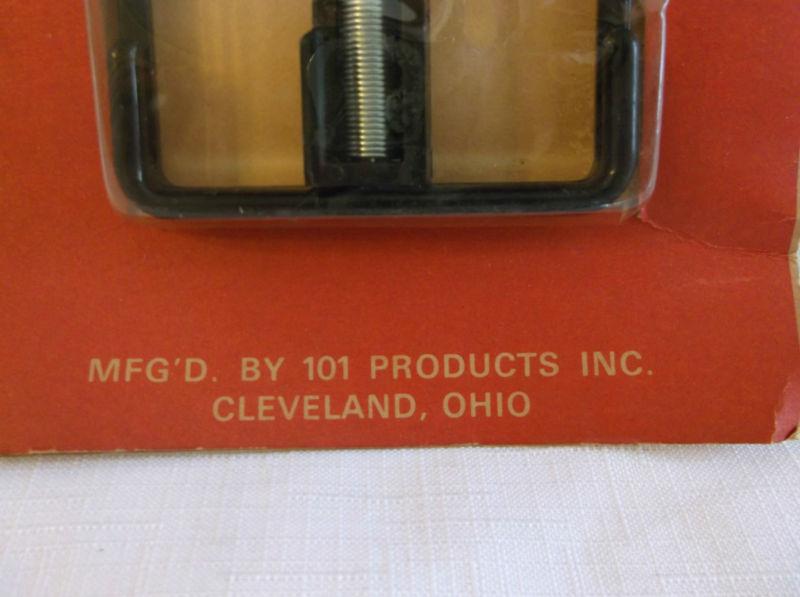 MFG'D. BY 101 PRODUCTS INC.
CLEVELAND, OHIO